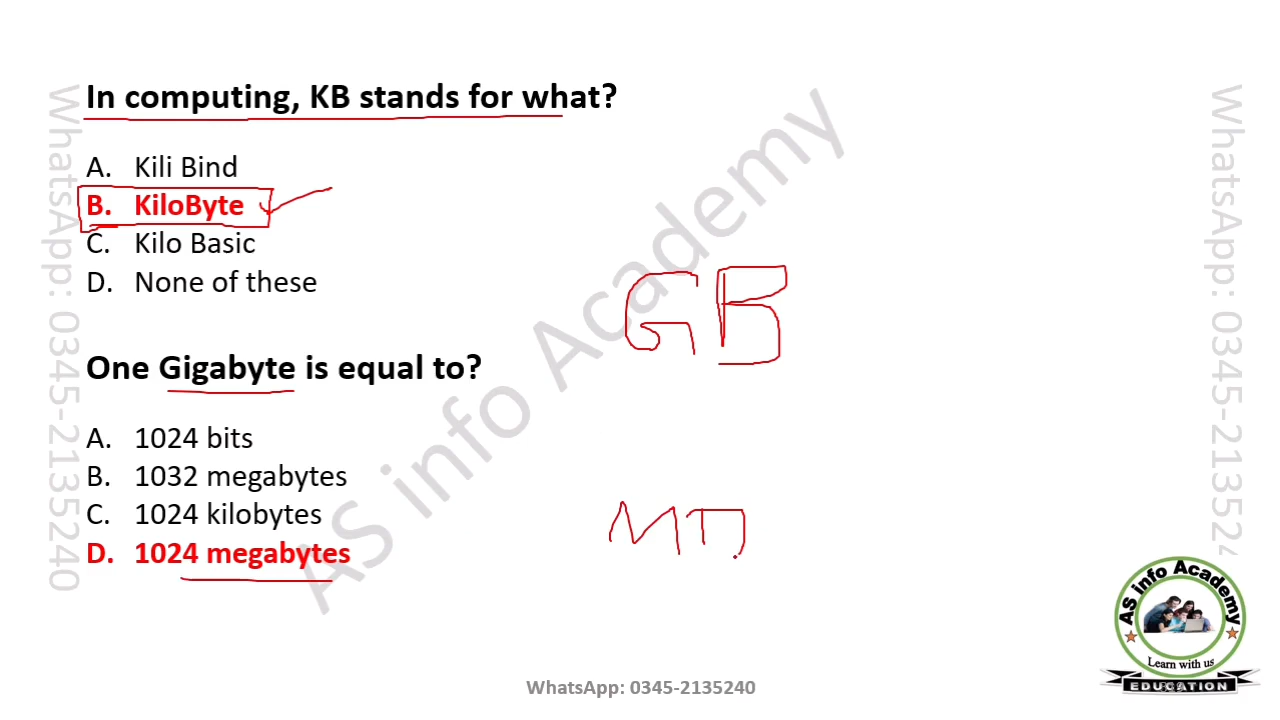 In computing, KB stands for what?
A. Kili Bind
B. KiloByte
C. Kilo Basic
D. None of these
GB
One Gigabyte is equal to?
A. 1024 bits
B. 1032 megabytes
C. 1024 kilobytes
D. 1024 megabytes
WhatsApp: 0345-2135240
WhatsApp: 0345-21352
AS info Academy
AS info Academy
Learn with us
EDUCATION
WhatsApp: 0345-2135240